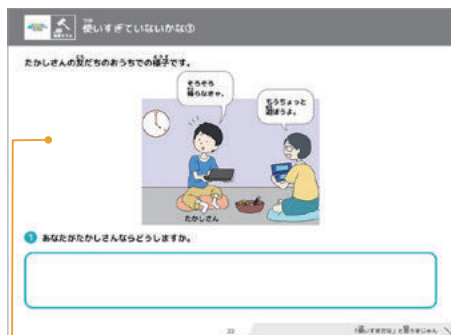 使いすぎていないかな③
たかしさんの友だちのおうちでの様子です。
そろそろ
帰らなきゃ。
もうちょっと
遊ぼうよ。
たかしさん
1 あなたがたかしさんならどうしますか。
22